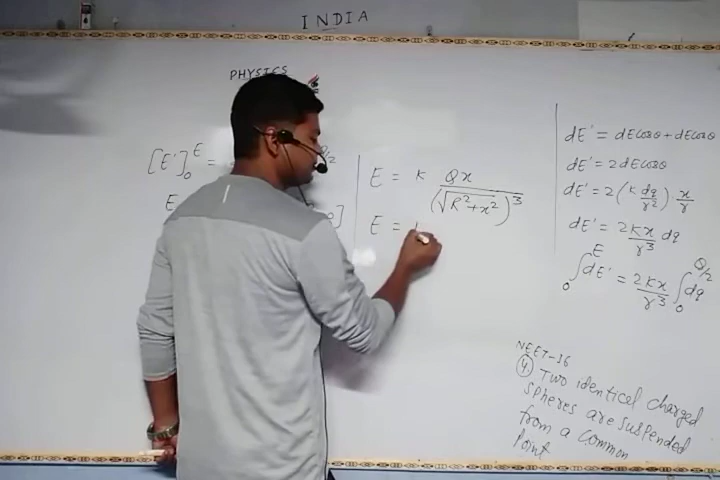 INDIA
PHYSICS
[E']₀ᴱ =
Q/2
E
]
E = K Qx / (√R²+x²)³
E =
dE' = dEcosθ + dEcosθ
dE' = 2dEcosθ
dE' = 2(K dq/r²) x/r
dE' = 2Kx/r³ dq
∫₀ᴱ dE' = 2Kx/r³ ∫₀^(Q/2) dq
NEET-16
(4) Two identicel charged
spheres are suspended
from a common
Point